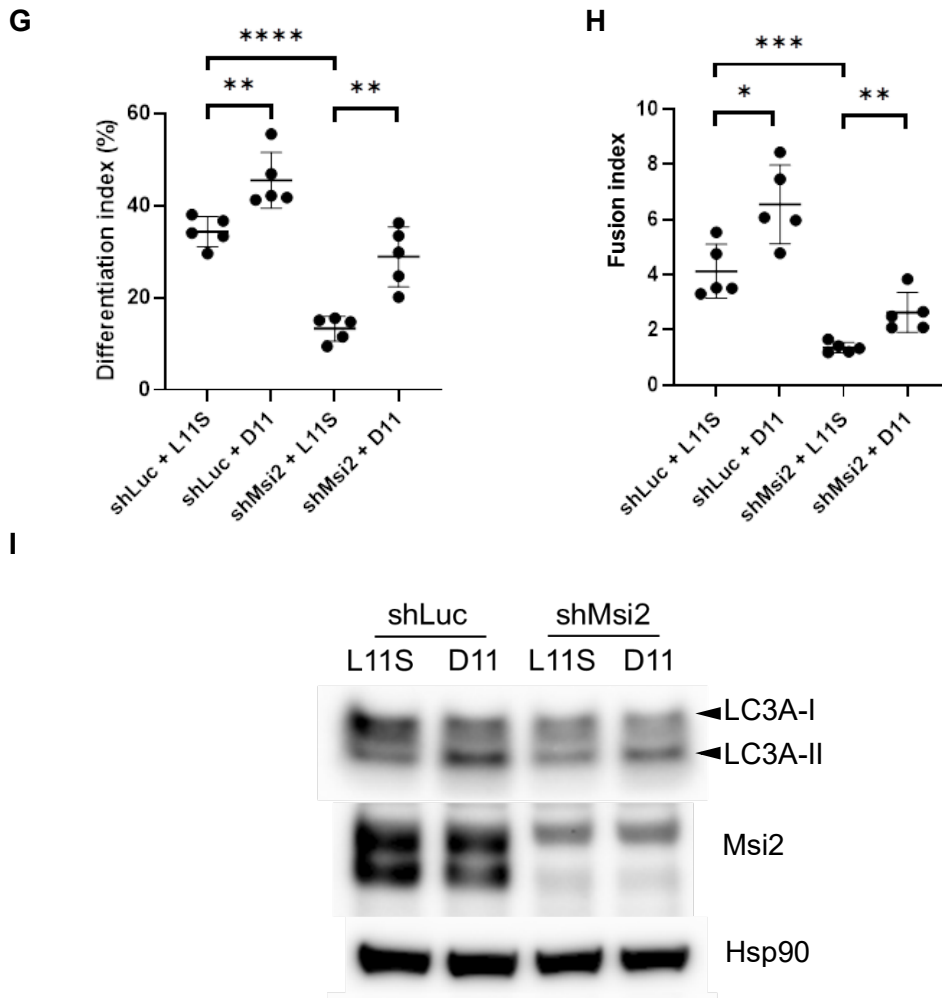 G
****
**
**
Differentiation index (%)
60
40
20
0
shLuc + L11S
shLuc + D11
shMsi2 + L11S
shMsi2 + D11
H
***
*
**
Fusion index
10
8
6
4
2
0
shLuc + L11S
shLuc + D11
shMsi2 + L11S
shMsi2 + D11
I
shLuc shMsi2
L11S D11 L11S D11
LC3A-I
LC3A-II
Msi2
Hsp90